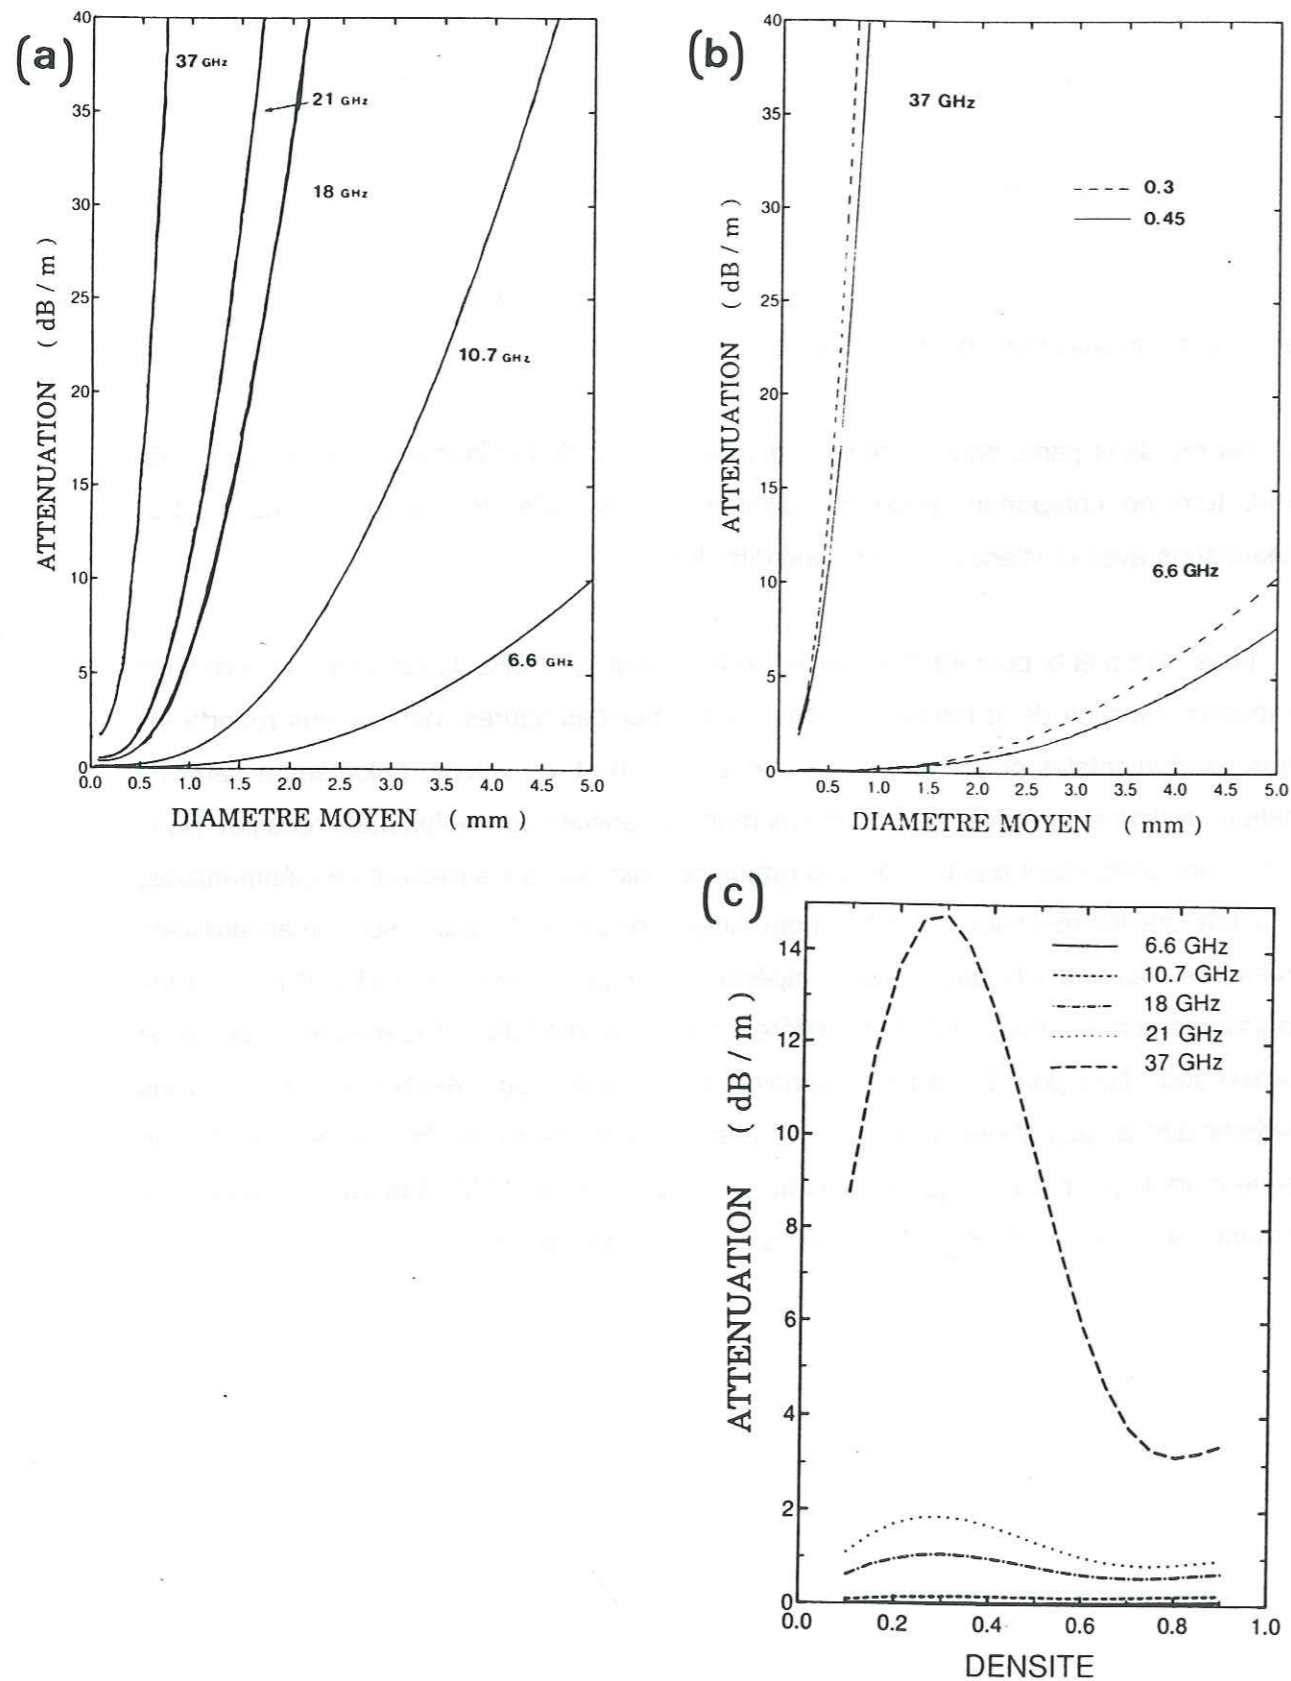 (a)
40
35
30
25
20
15
10
5
0
ATTENUATION ( dB / m )
37 GHz
21 GHz
18 GHz
10.7 GHz
6.6 GHz
0.0 0.5 1.0 1.5 2.0 2.5 3.0 3.5 4.0 4.5 5.0
DIAMETRE MOYEN ( mm )
(b)
40
35
30
25
20
15
10
5
0
ATTENUATION ( dB / m )
37 GHz
0.3
0.45
6.6 GHz
0.5 1.0 1.5 2.0 2.5 3.0 3.5 4.0 4.5 5.0
DIAMETRE MOYEN ( mm )
(c)
14
12
10
8
6
4
2
0
ATTENUATION ( dB / m )
6.6 GHz
10.7 GHz
18 GHz
21 GHz
37 GHz
0.0 0.2 0.4 0.6 0.8 1.0
DENSITE